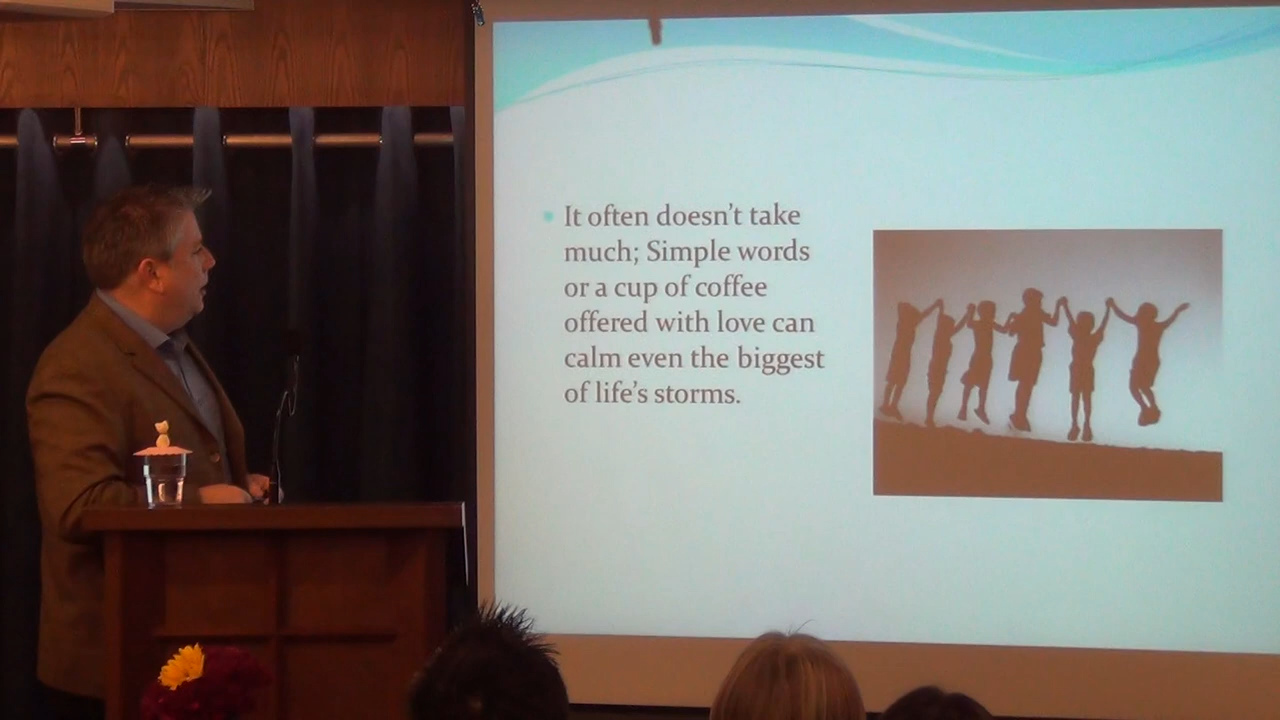 It often doesn't take
much; Simple words
or a cup of coffee
offered with love can
calm even the biggest
of life's storms.